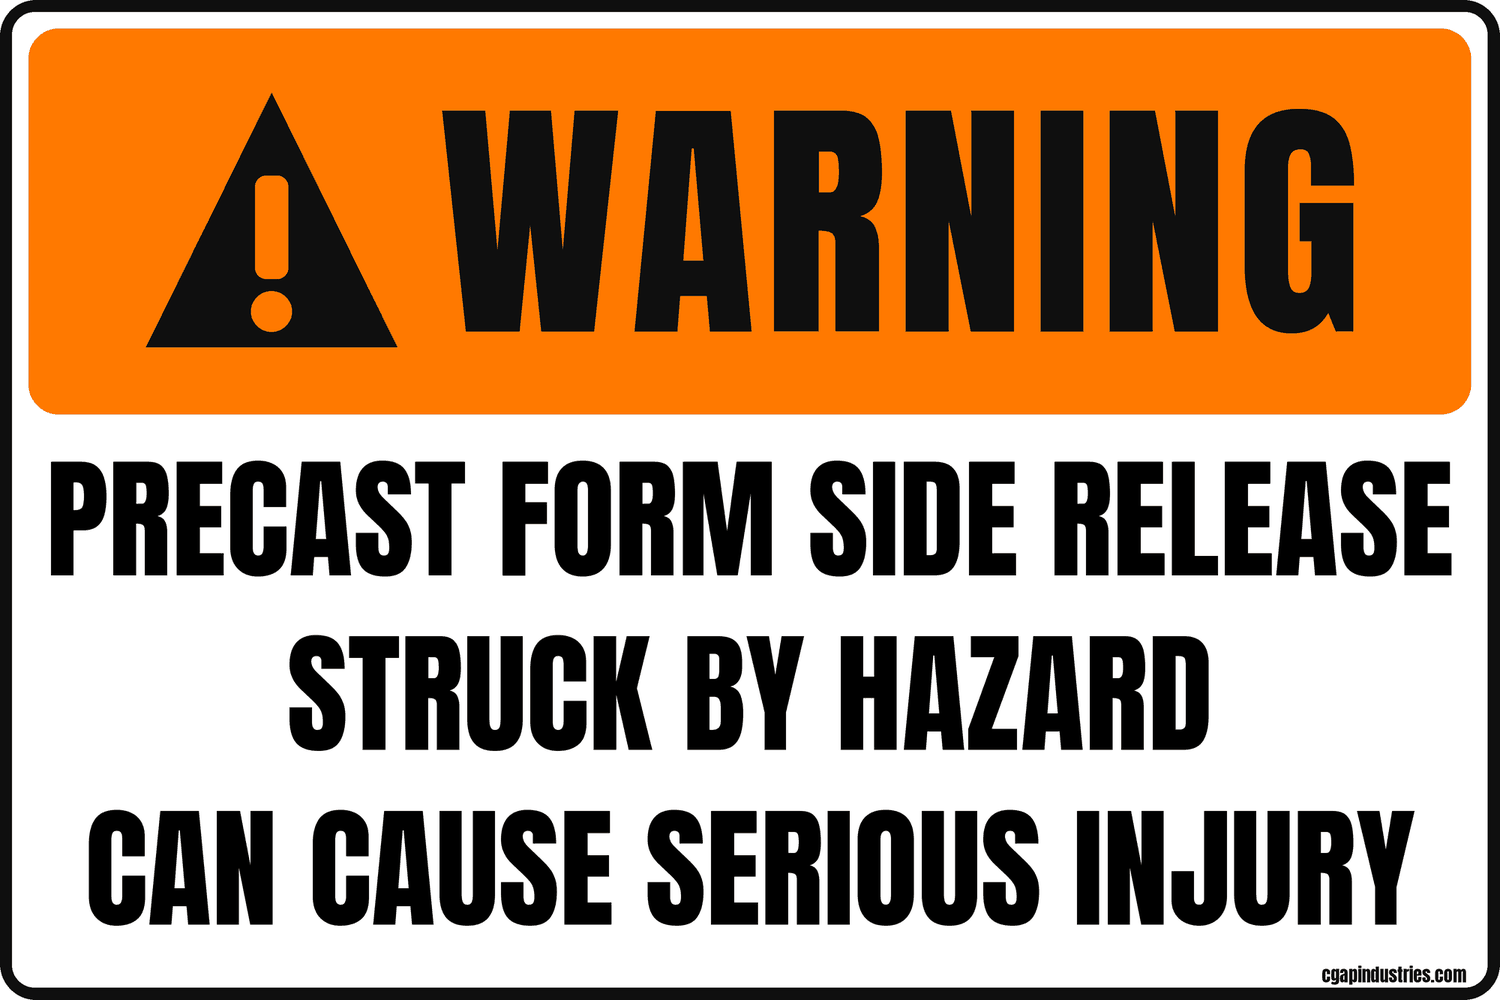 WARNING
PRECAST FORM SIDE RELEASE
STRUCK BY HAZARD
CAN CAUSE SERIOUS INJURY
cgapindustries.com